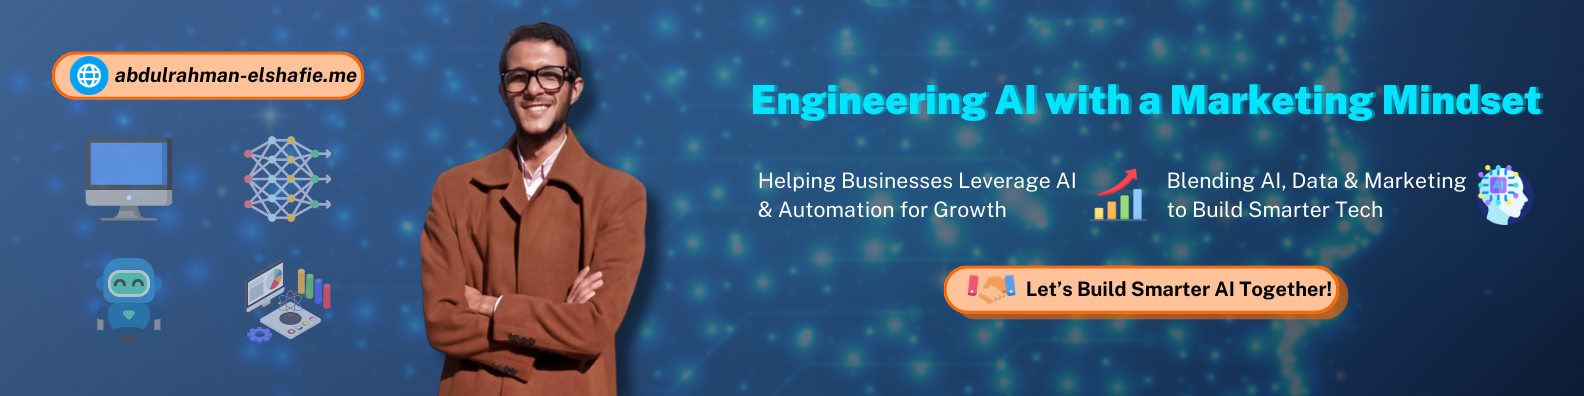 abdulrahman-elshafie.me
Engineering AI with a Marketing Mindset
Helping Businesses Leverage AI
& Automation for Growth
Blending AI, Data & Marketing
to Build Smarter Tech
AI
Let's Build Smarter AI Together!